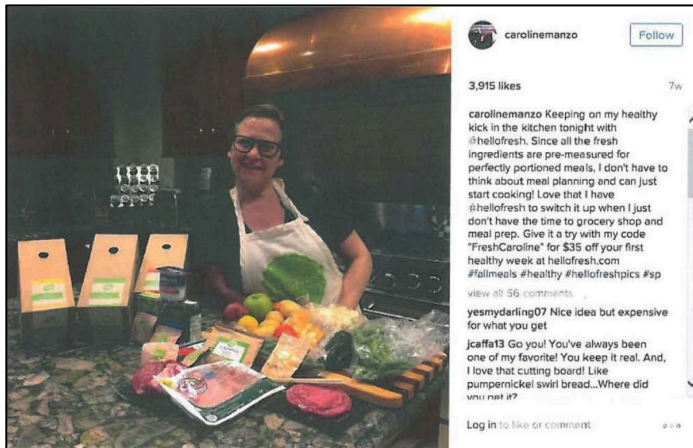 carolinemanzo
Follow
3,915 likes
7w
carolinemanzo Keeping on my healthy
kick in the kitchen tonight with
@hellofresh. Since all the fresh
ingredients are pre-measured for
perfectly portioned meals, I don't have to
think about meal planning and can just
start cooking! Love that I have
@hellofresh to switch it up when I just
don't have the time to grocery shop and
meal prep. Give it a try with my code
"FreshCaroline" for $35 off your first
healthy week at hellofresh.com
#fallmeals #healthy #hellofreshpics #sp
view all 56 comments
yesmydarling07 Nice idea but expensive
for what you get
jcaffa13 Go you! You've always been
one of my favorite! You keep it real. And,
I love that cutting board! Like
pumpernickel swirl bread...Where did
you get it?
Log in to like or comment.